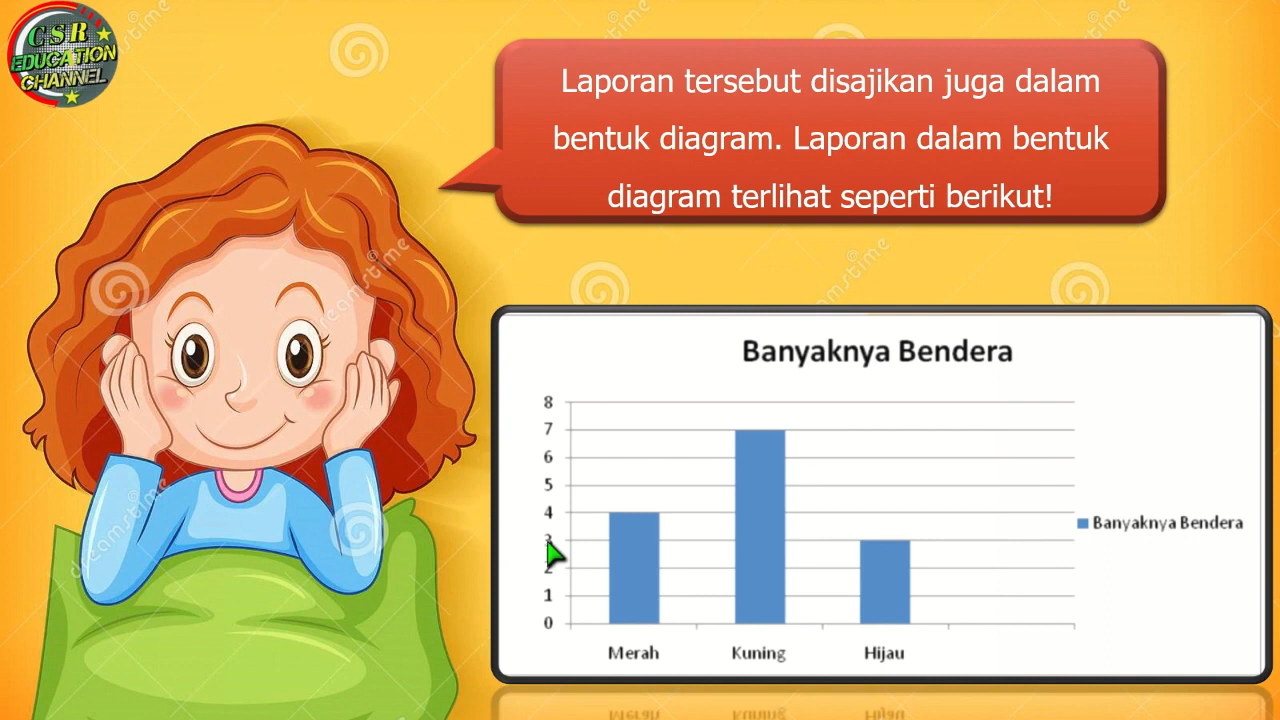 CSR
EDUCATION
CHANNEL
Laporan tersebut disajikan juga dalam
bentuk diagram. Laporan dalam bentuk
diagram terlihat seperti berikut!
Banyaknya Bendera
8
7
6
5
4
3
2
1
0
Merah
Kuning
Hijau
Banyaknya Bendera
dreamstime